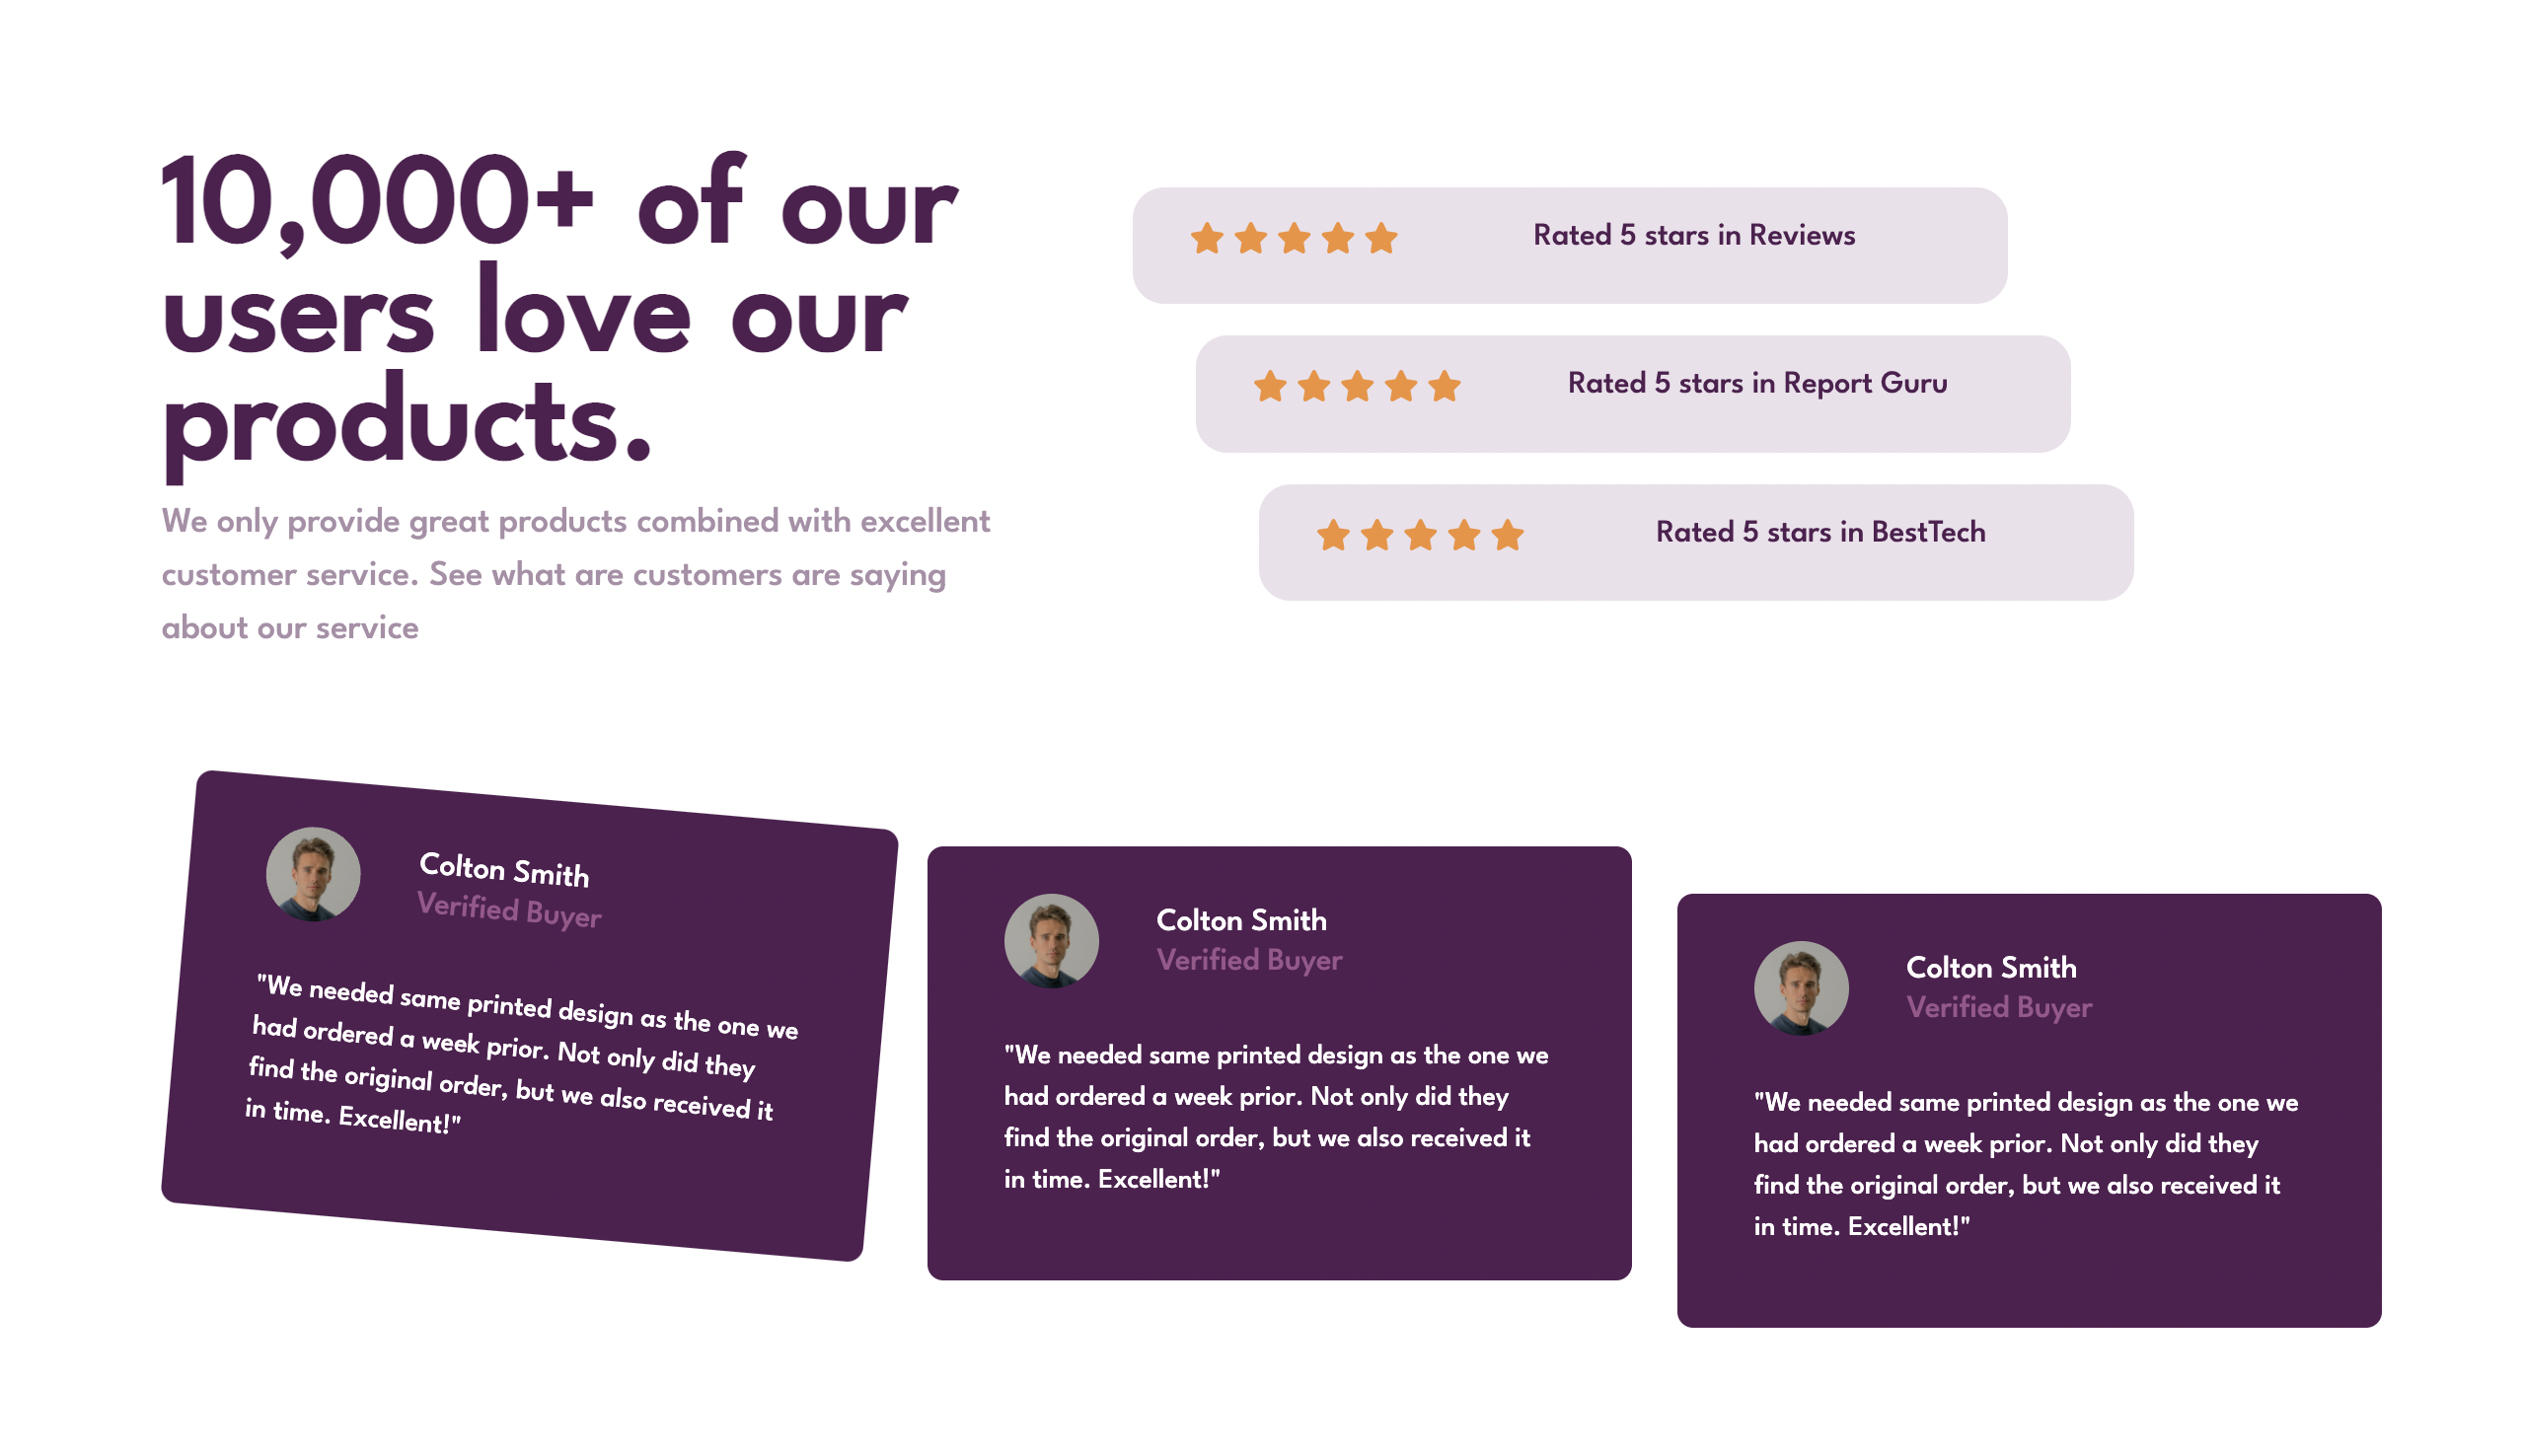 10,000+ of our
users love our
products.
We only provide great products combined with excellent
customer service. See what are customers are saying
about our service
Rated 5 stars in Reviews
Rated 5 stars in Report Guru
Rated 5 stars in BestTech
Colton Smith
Verified Buyer
"We needed same printed design as the one we
had ordered a week prior. Not only did they
find the original order, but we also received it
in time. Excellent!"
Colton Smith
Verified Buyer
"We needed same printed design as the one we
had ordered a week prior. Not only did they
find the original order, but we also received it
in time. Excellent!"
Colton Smith
Verified Buyer
"We needed same printed design as the one we
had ordered a week prior. Not only did they
find the original order, but we also received it
in time. Excellent!"